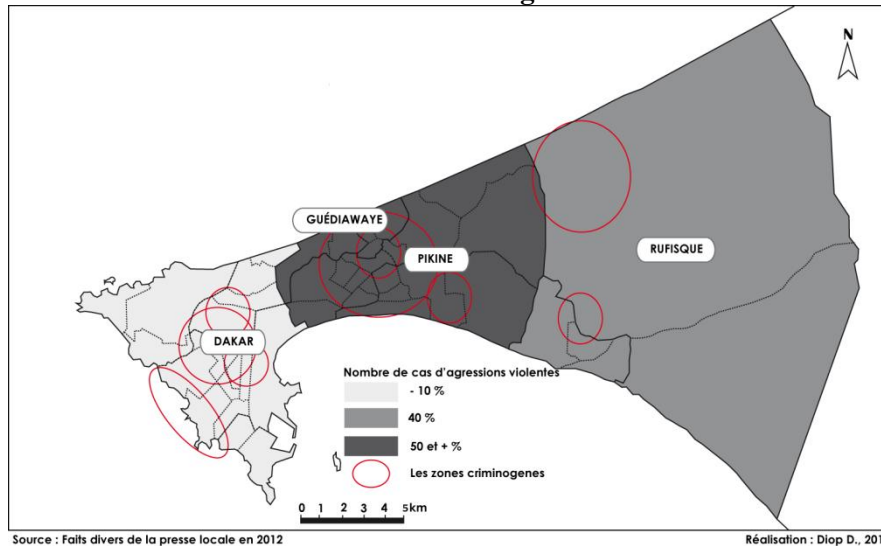 N
GUÉDIAWAYE
PIKINE
RUFISQUE
DAKAR
Nombre de cas d'agressions violentes
- 10 %
40 %
50 et + %
Les zones criminogenes
0 1 2 3 4 5km
Source : Faits divers de la presse locale en 2012
Réalisation : Diop D., 201